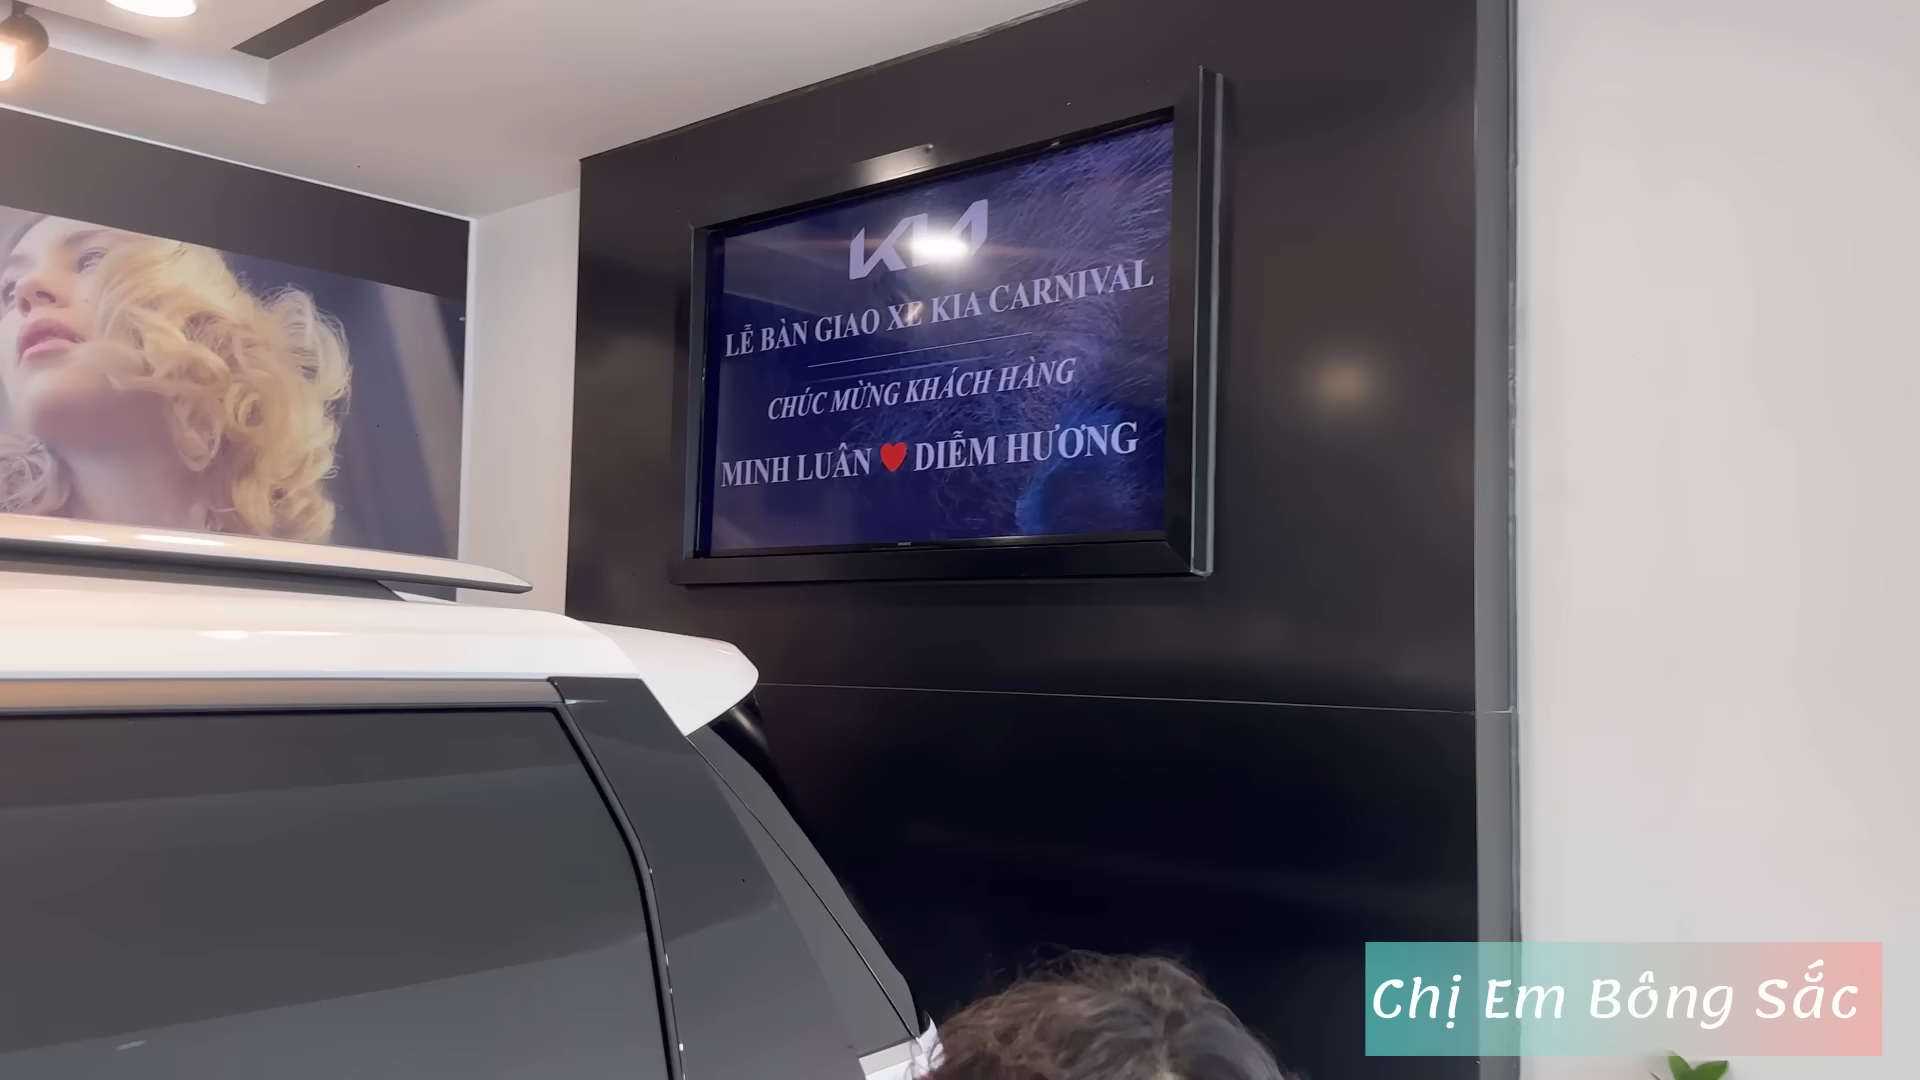 KIA
LỄ BÀN GIAO XE KIA CARNIVAL
CHÚC MỪNG KHÁCH HÀNG
MINH LUÂN ❤ DIỄM HƯƠNG
Chị Em Bông Sắc